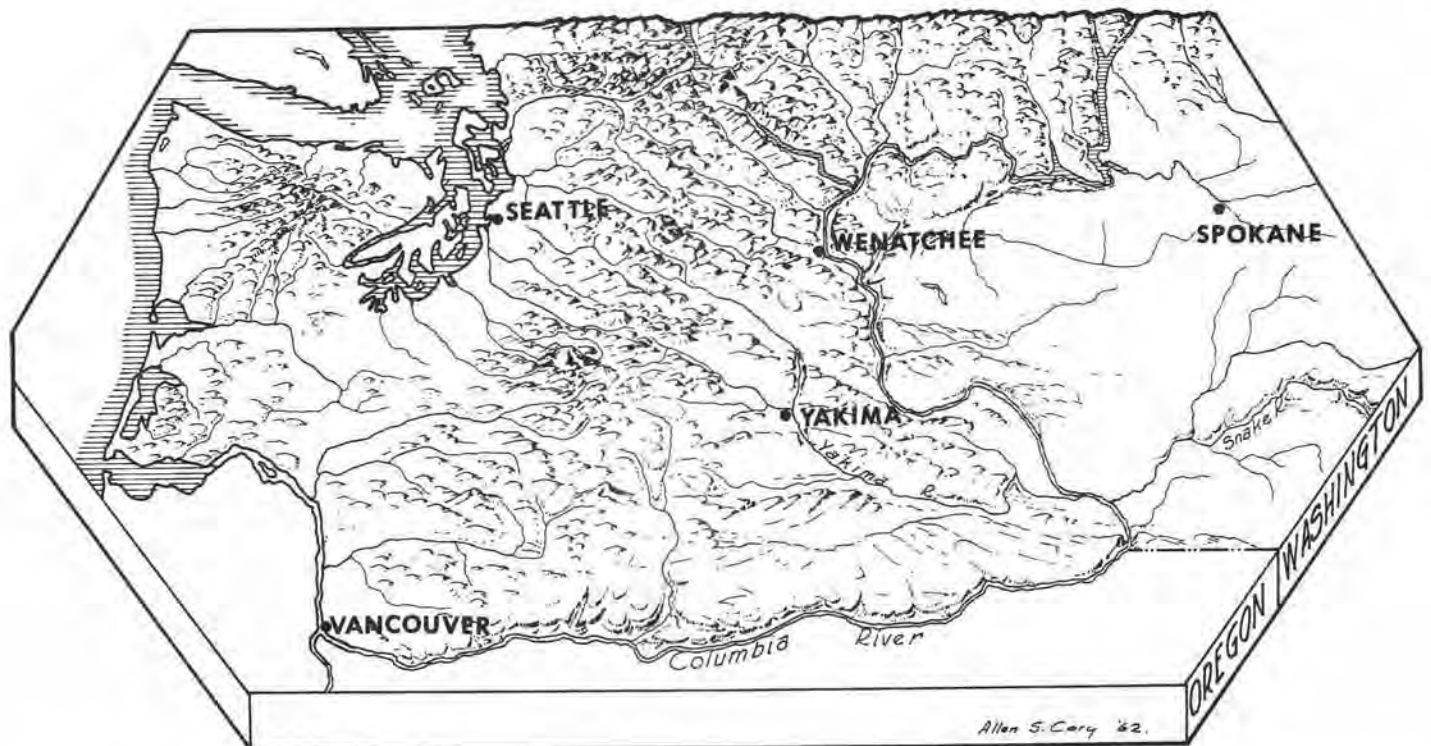 SEATTLE
WENATCHEE
SPOKANE
YAKIMA
Snake
Yakima
VANCOUVER
Columbia River
OREGON WASHINGTON
Allen S. Cary '62.